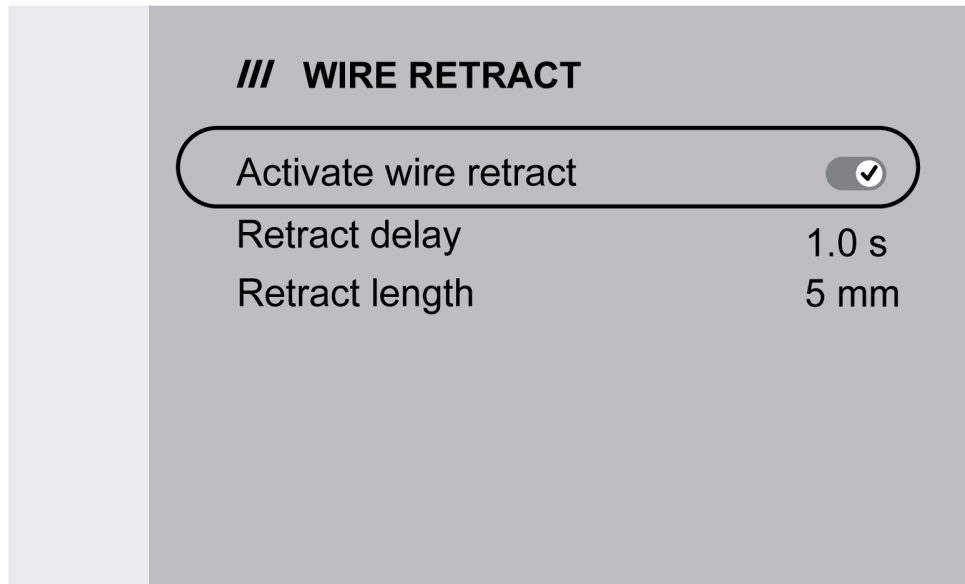 /// WIRE RETRACT
Activate wire retract
Retract delay 1.0 s
Retract length 5 mm